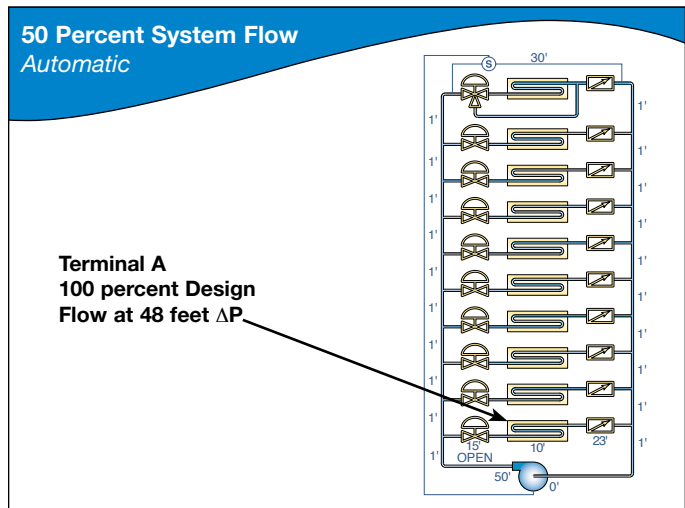 50 Percent System Flow
Automatic
S
30'
1' 1'
1' 1'
1' 1'
1' 1'
1' 1'
Terminal A
100 percent Design
Flow at 48 feet ΔP
1' 1'
1' 1'
1' 1'
1' 1'
15' 10' 23'
OPEN
1' 1'
50' 0'